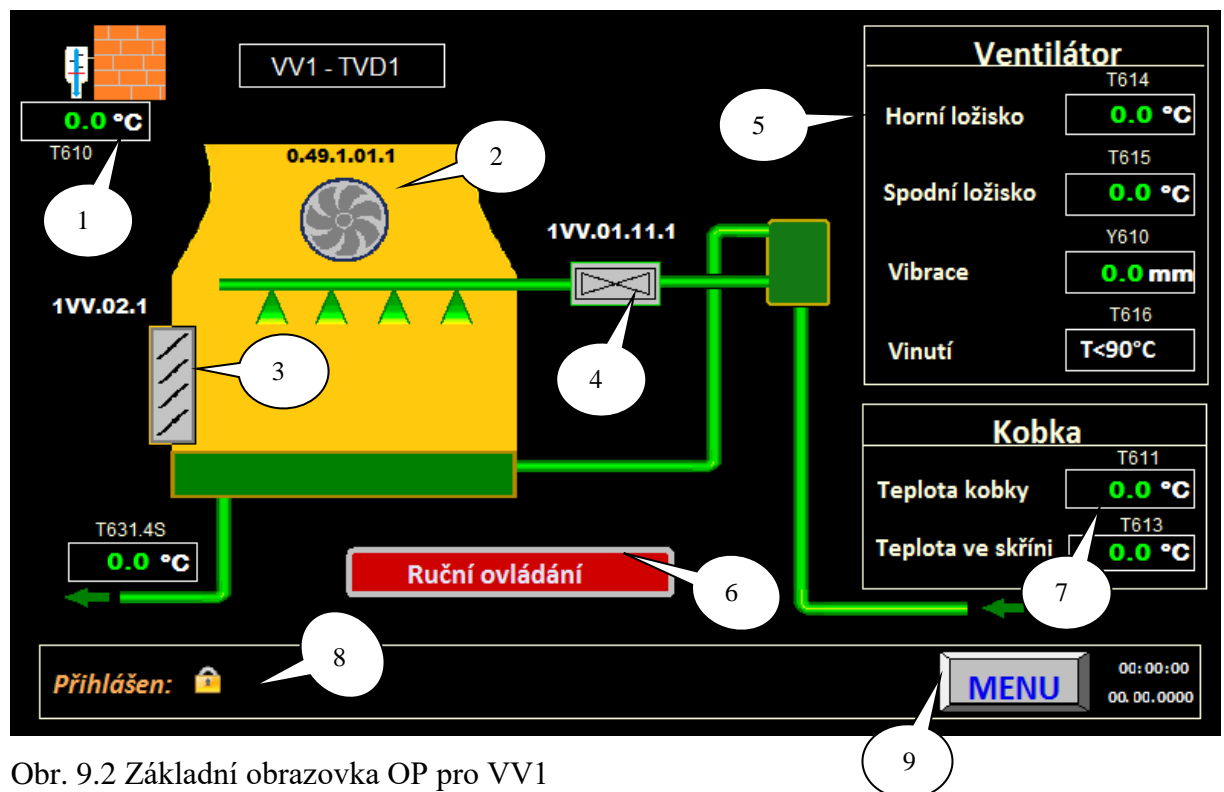 VV1 - TVD1
0.0 °C
T610
1
0.49.1.01.1
2
1VV.02.1
3
1VV.01.11.1
4
5
Ventilátor
T614
Horní ložisko 0.0 °C
T615
Spodní ložisko 0.0 °C
Y610
Vibrace 0.0 mm
T616
Vinutí T<90°C
Kobka
T611
Teplota kobky 0.0 °C
T613
Teplota ve skříni 0.0 °C
7
T631.4S
0.0 °C
Ruční ovládání
6
8
Přihlášen:
MENU
00:00:00
00.00.0000
9
Obr. 9.2 Základní obrazovka OP pro VV1